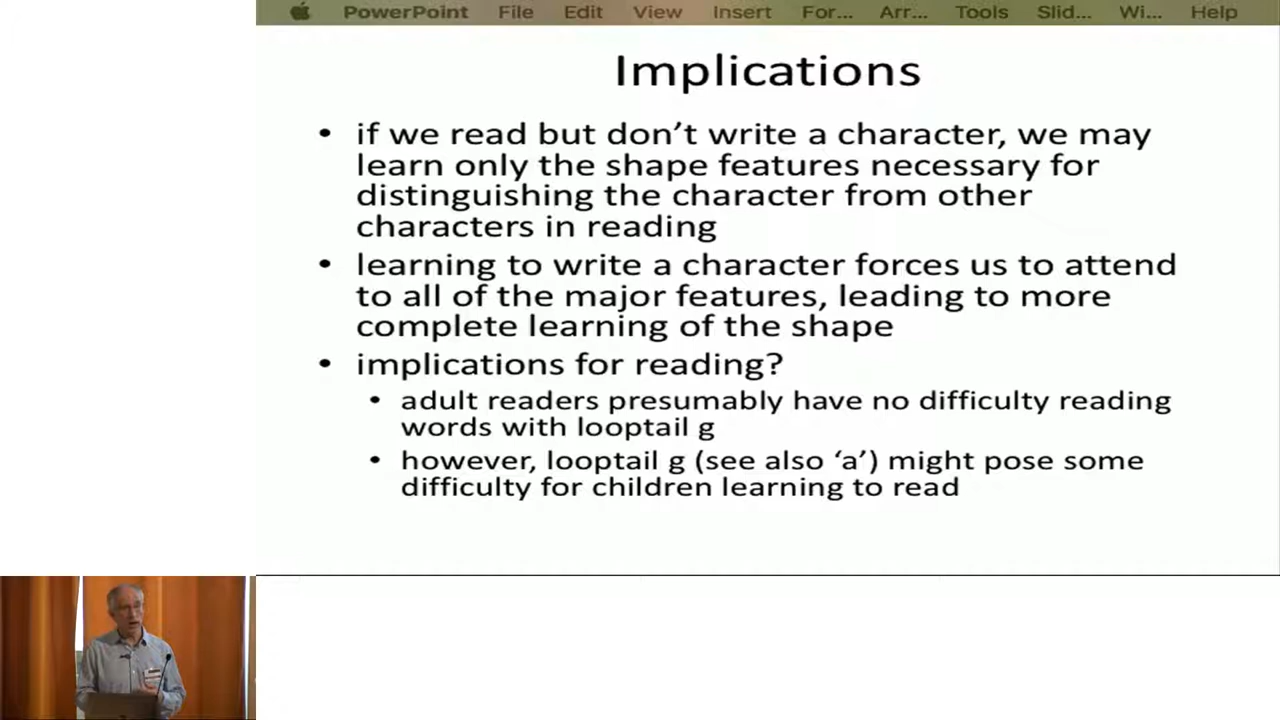 PowerPoint File Edit View Insert For... Arr... Tools Slid... Wi... Help
Implications
• if we read but don’t write a character, we may
learn only the shape features necessary for
distinguishing the character from other
characters in reading
• learning to write a character forces us to attend
to all of the major features, leading to more
complete learning of the shape
• implications for reading?
• adult readers presumably have no difficulty reading
words with looptail g
• however, looptail g (see also ‘a’) might pose some
difficulty for children learning to read